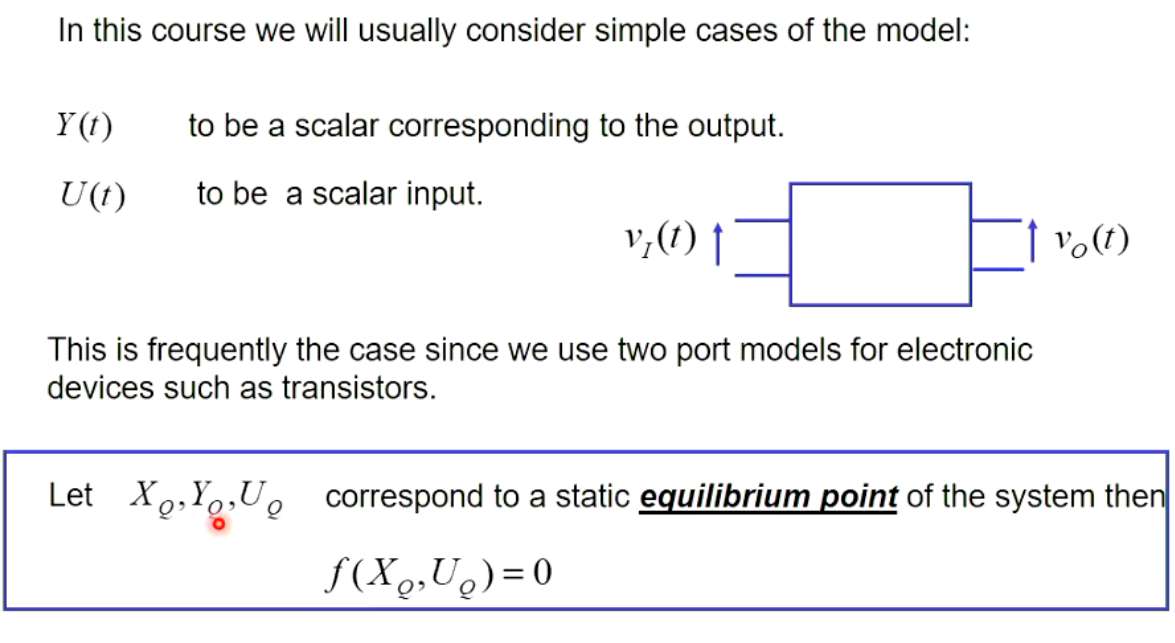 In this course we will usually consider simple cases of the model:
Y(t) to be a scalar corresponding to the output.
U(t) to be a scalar input.
v_I(t) v_O(t)
This is frequently the case since we use two port models for electronic
devices such as transistors.
Let X_Q, Y_Q, U_Q correspond to a static equilibrium point of the system then
f(X_Q, U_Q) = 0